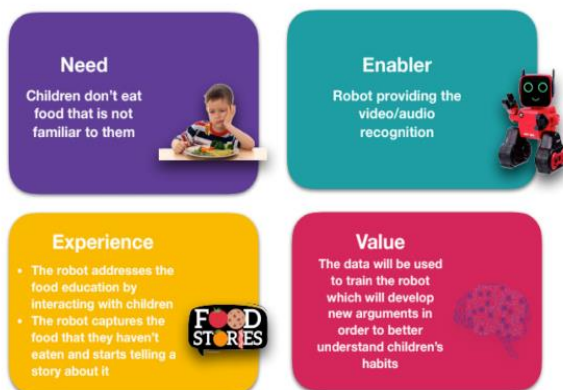 Need
Children don't eat
food that is not
familiar to them
Enabler
Robot providing the
video/audio
recognition
Experience
• The robot addresses the
food education by
interacting with children
• The robot captures the
food that they haven't
eaten and starts telling a
story about it
FOOD
STORIES
Value
The data will be used
to train the robot
which will develop
new arguments in
order to better
understand children's
habits